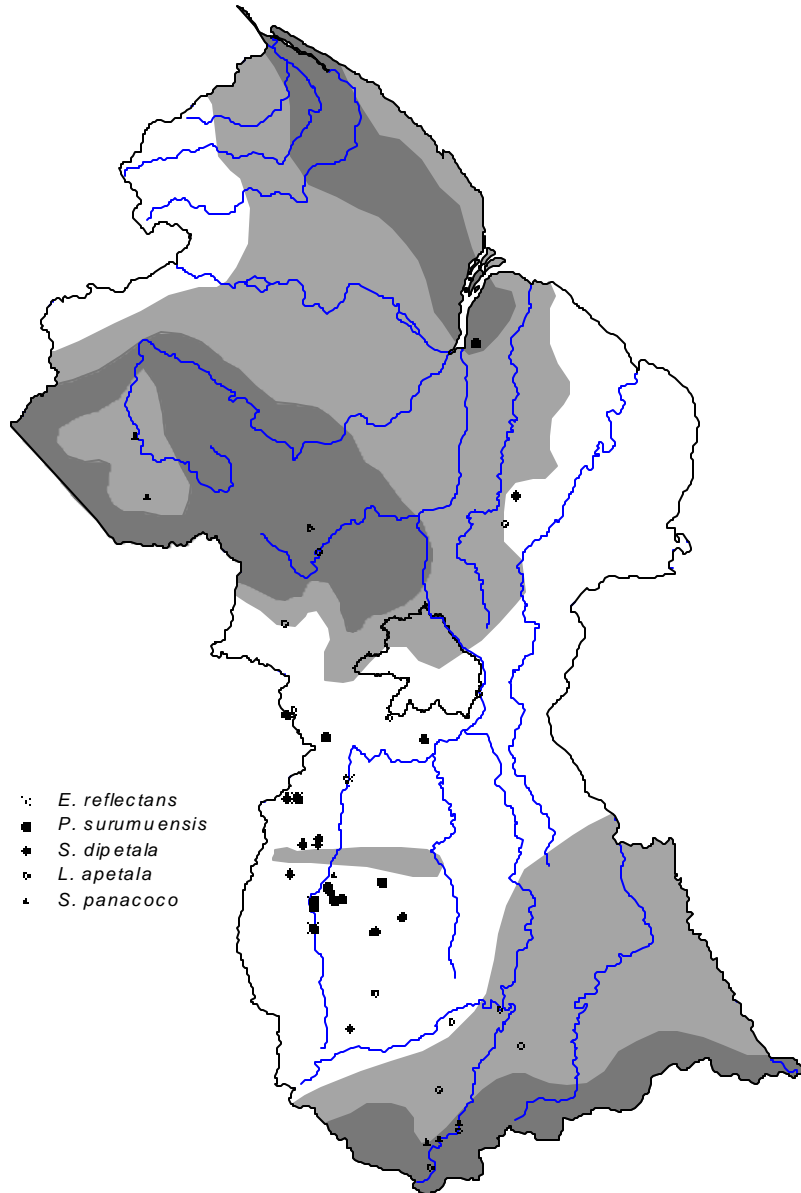 E. reflectans
P. surumuensis
S. dipetala
L. apetala
S. panacoco